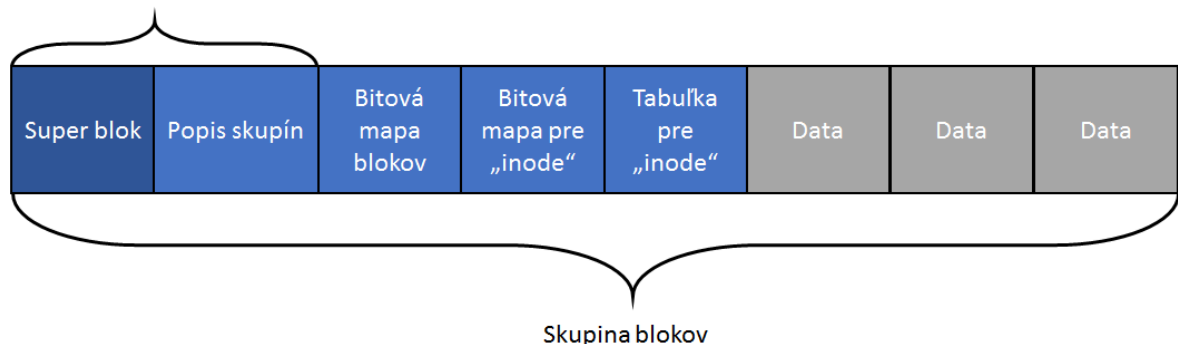 Super blok
Popis skupín
Bitová
mapa
blokov
Bitová
mapa pre
„inode“
Tabuľka
pre
„inode“
Data
Data
Data
Skupina blokov